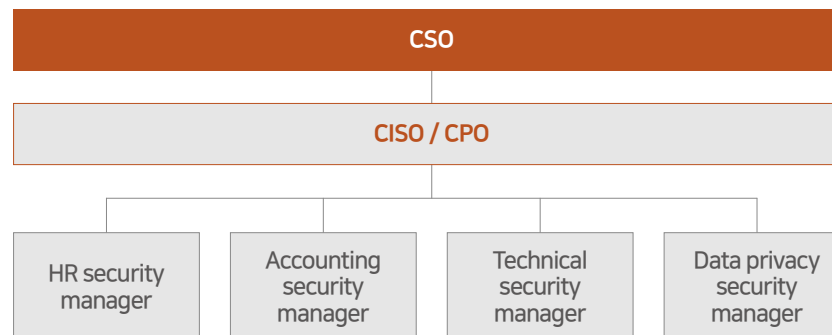 CSO
CISO / CPO
HR security
manager
Accounting
security
manager
Technical
security
manager
Data privacy
security
manager